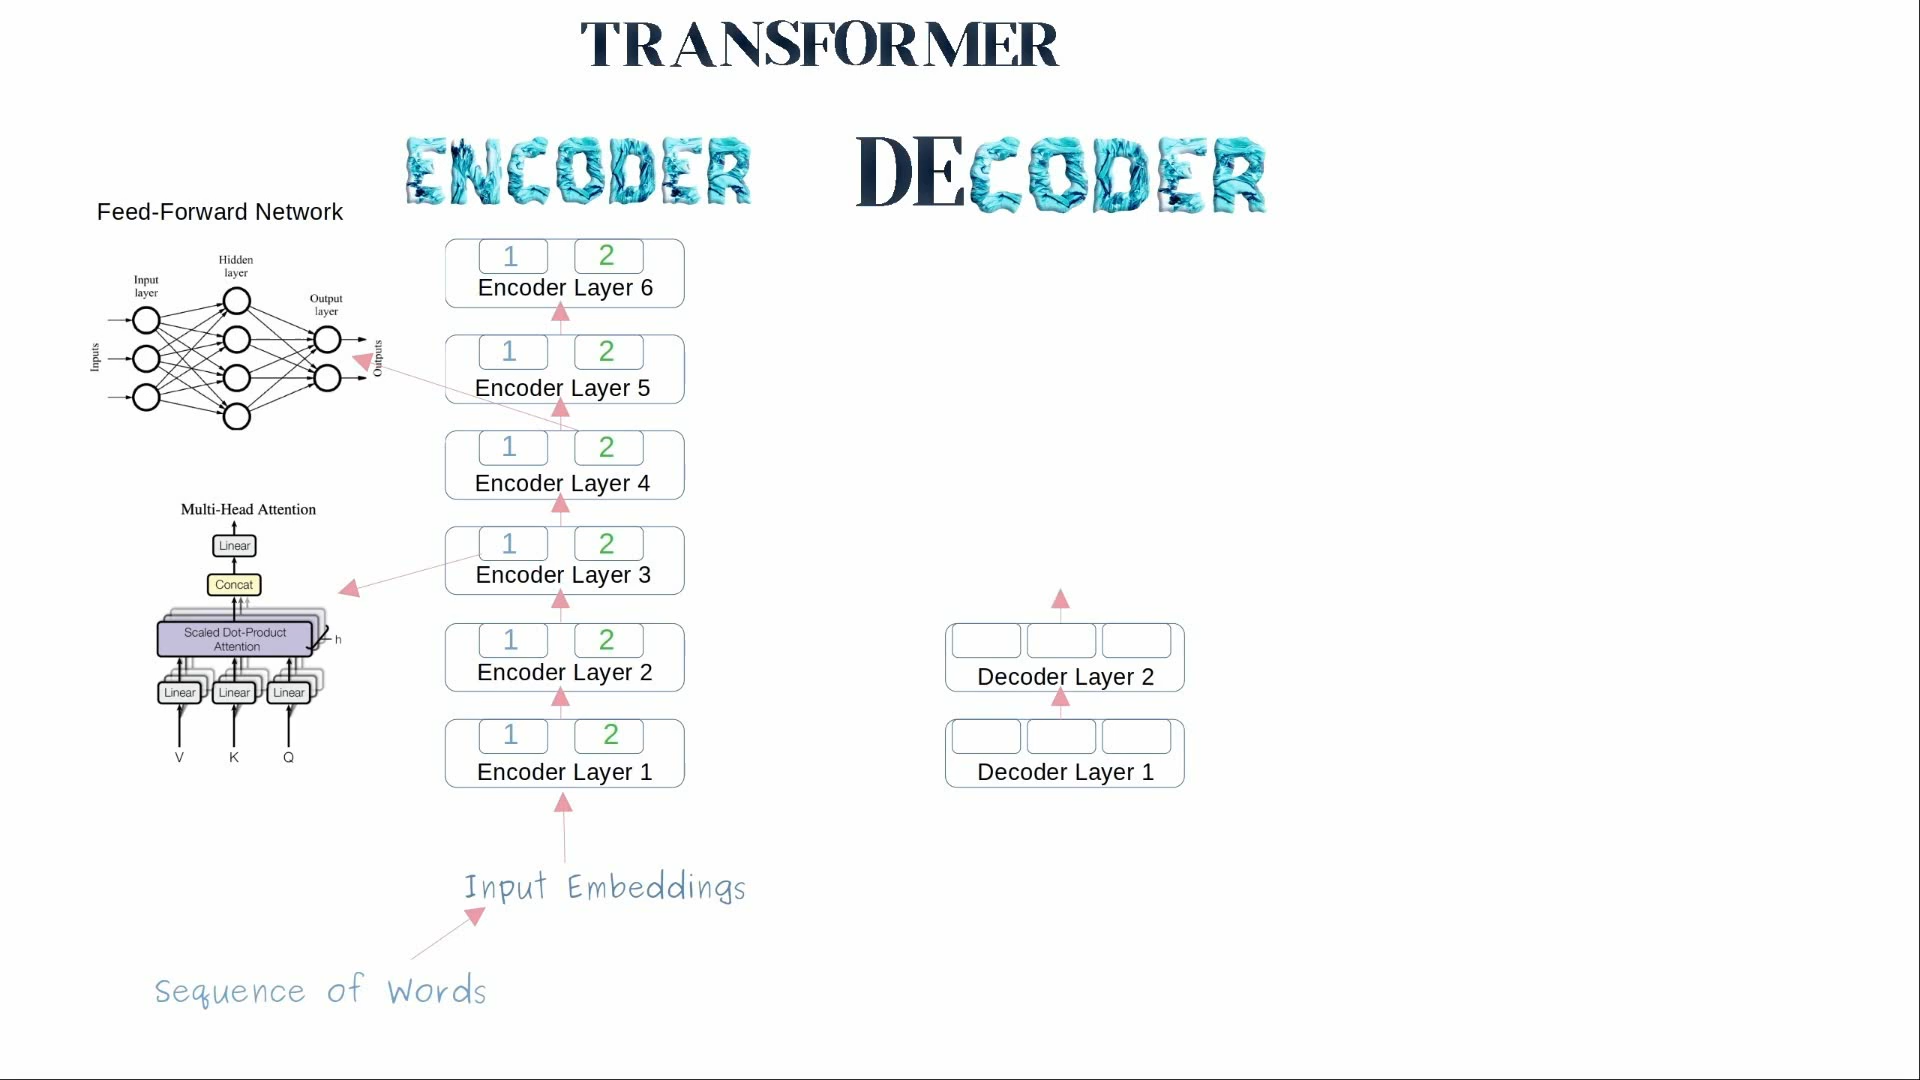 TRANSFORMER
ENCODER
DECODER
Feed-Forward Network
Input
layer
Hidden
layer
Output
layer
Inputs
Outputs
Multi-Head Attention
Linear
Concat
Scaled Dot-Product
Attention
h
Linear Linear Linear
V K Q
1 2
Encoder Layer 6
1 2
Encoder Layer 5
1 2
Encoder Layer 4
1 2
Encoder Layer 3
1 2
Encoder Layer 2
1 2
Encoder Layer 1
Input Embeddings
Sequence of Words
Decoder Layer 2
Decoder Layer 1